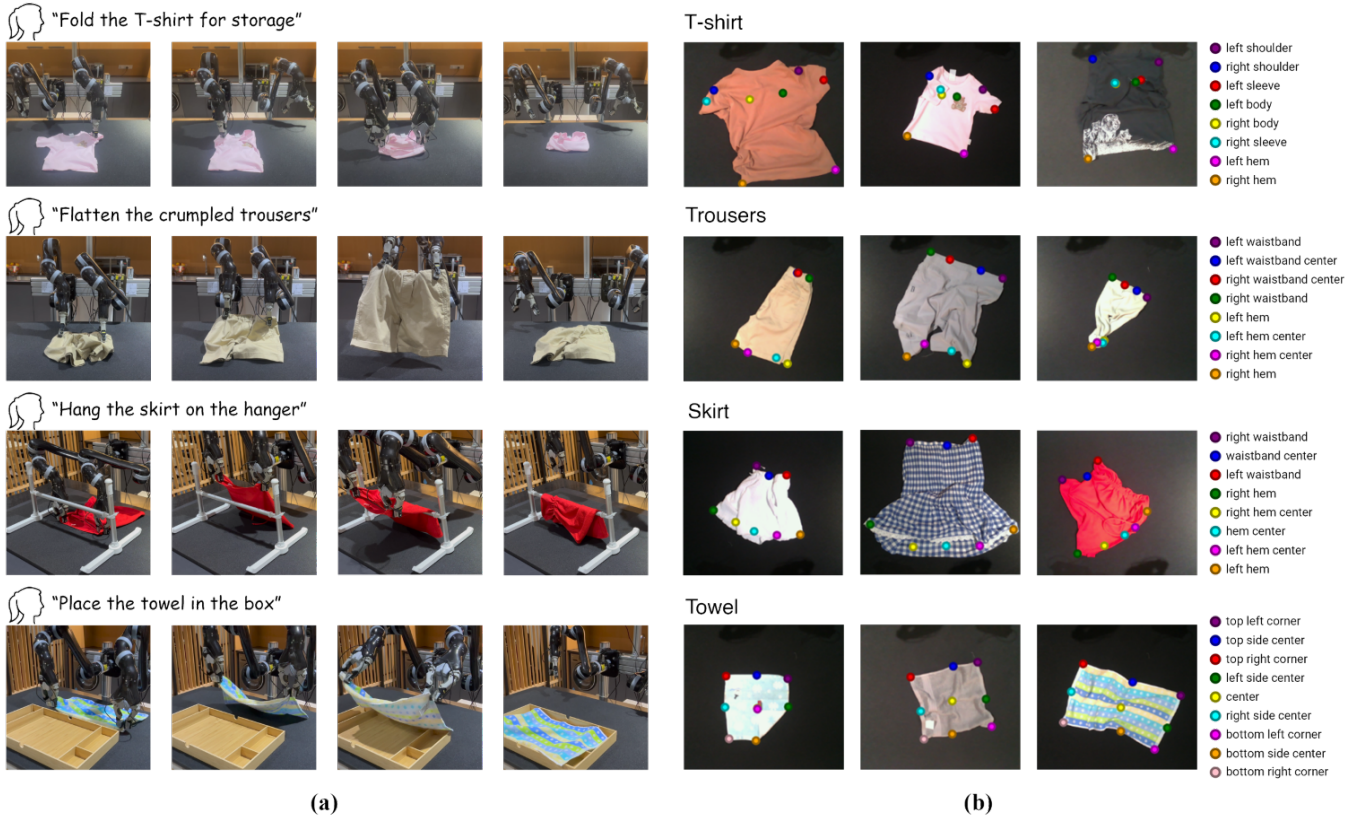 "Fold the T-shirt for storage"
T-shirt
left shoulder
right shoulder
left sleeve
left body
right body
right sleeve
left hem
right hem
"Flatten the crumpled trousers"
Trousers
left waistband
left waistband center
right waistband center
right waistband
left hem
left hem center
right hem center
right hem
"Hang the skirt on the hanger"
Skirt
right waistband
waistband center
left waistband
right hem
right hem center
hem center
left hem center
left hem
"Place the towel in the box"
Towel
top left corner
top side center
top right corner
left side center
center
right side center
bottom left corner
bottom side center
bottom right corner
(a)
(b)